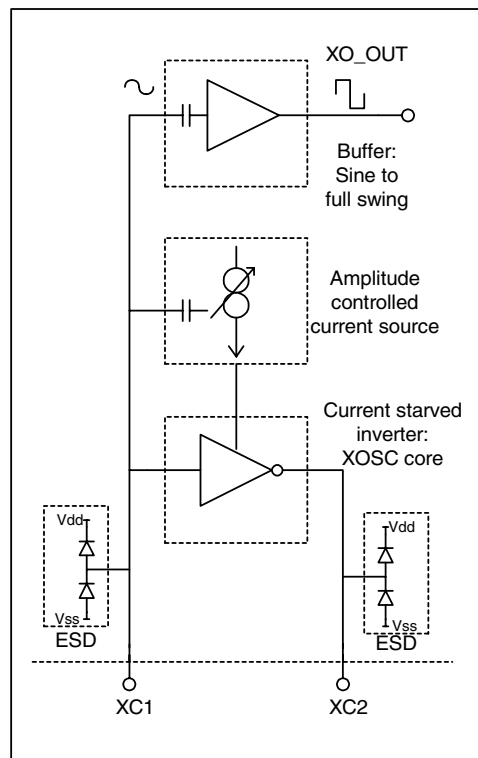 XO_OUT
Buffer:
Sine to
full swing
Amplitude
controlled
current source
Current starved
inverter:
XOSC core
Vdd
Vss
ESD
Vdd
Vss
ESD
XC1
XC2